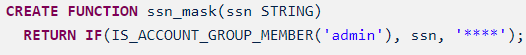 CREATE FUNCTION ssn_mask(ssn STRING)
  RETURN IF(IS_ACCOUNT_GROUP_MEMBER('admin'), ssn, '****');